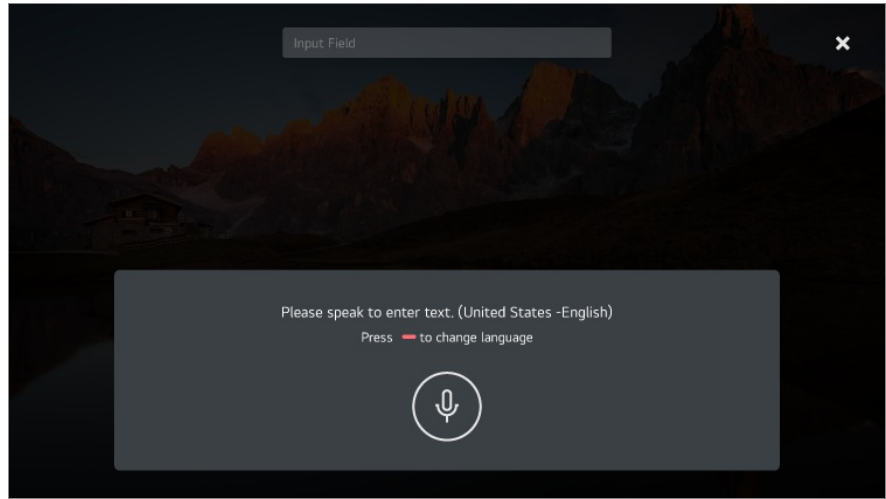 Input Field
Please speak to enter text. (United States -English)
Press to change language